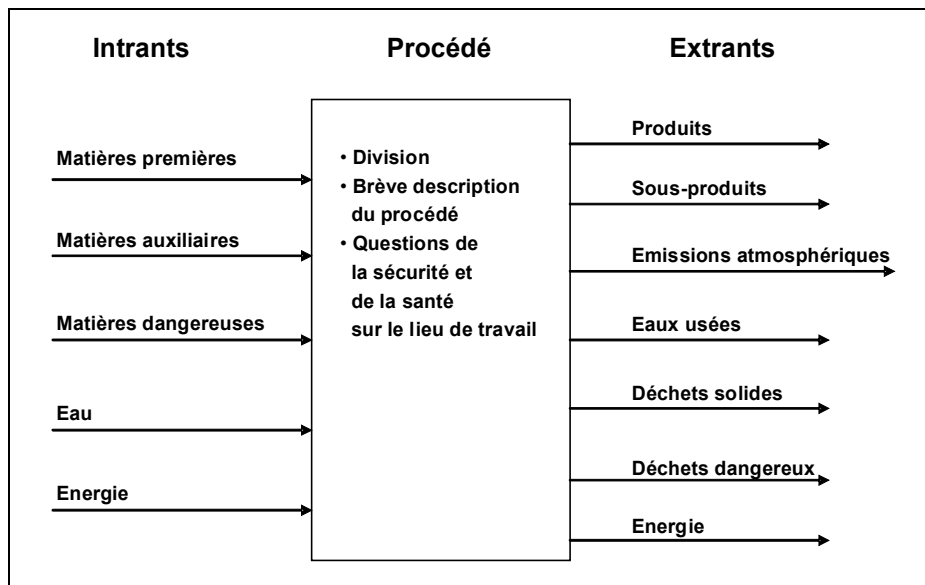 Intrants
Procédé
Extrants
Matières premières
Matières auxiliaires
Matières dangereuses
Eau
Energie
• Division
• Brève description
du procédé
• Questions de
la sécurité et
de la santé
sur le lieu de travail
Produits
Sous-produits
Emissions atmosphériques
Eaux usées
Déchets solides
Déchets dangereux
Energie